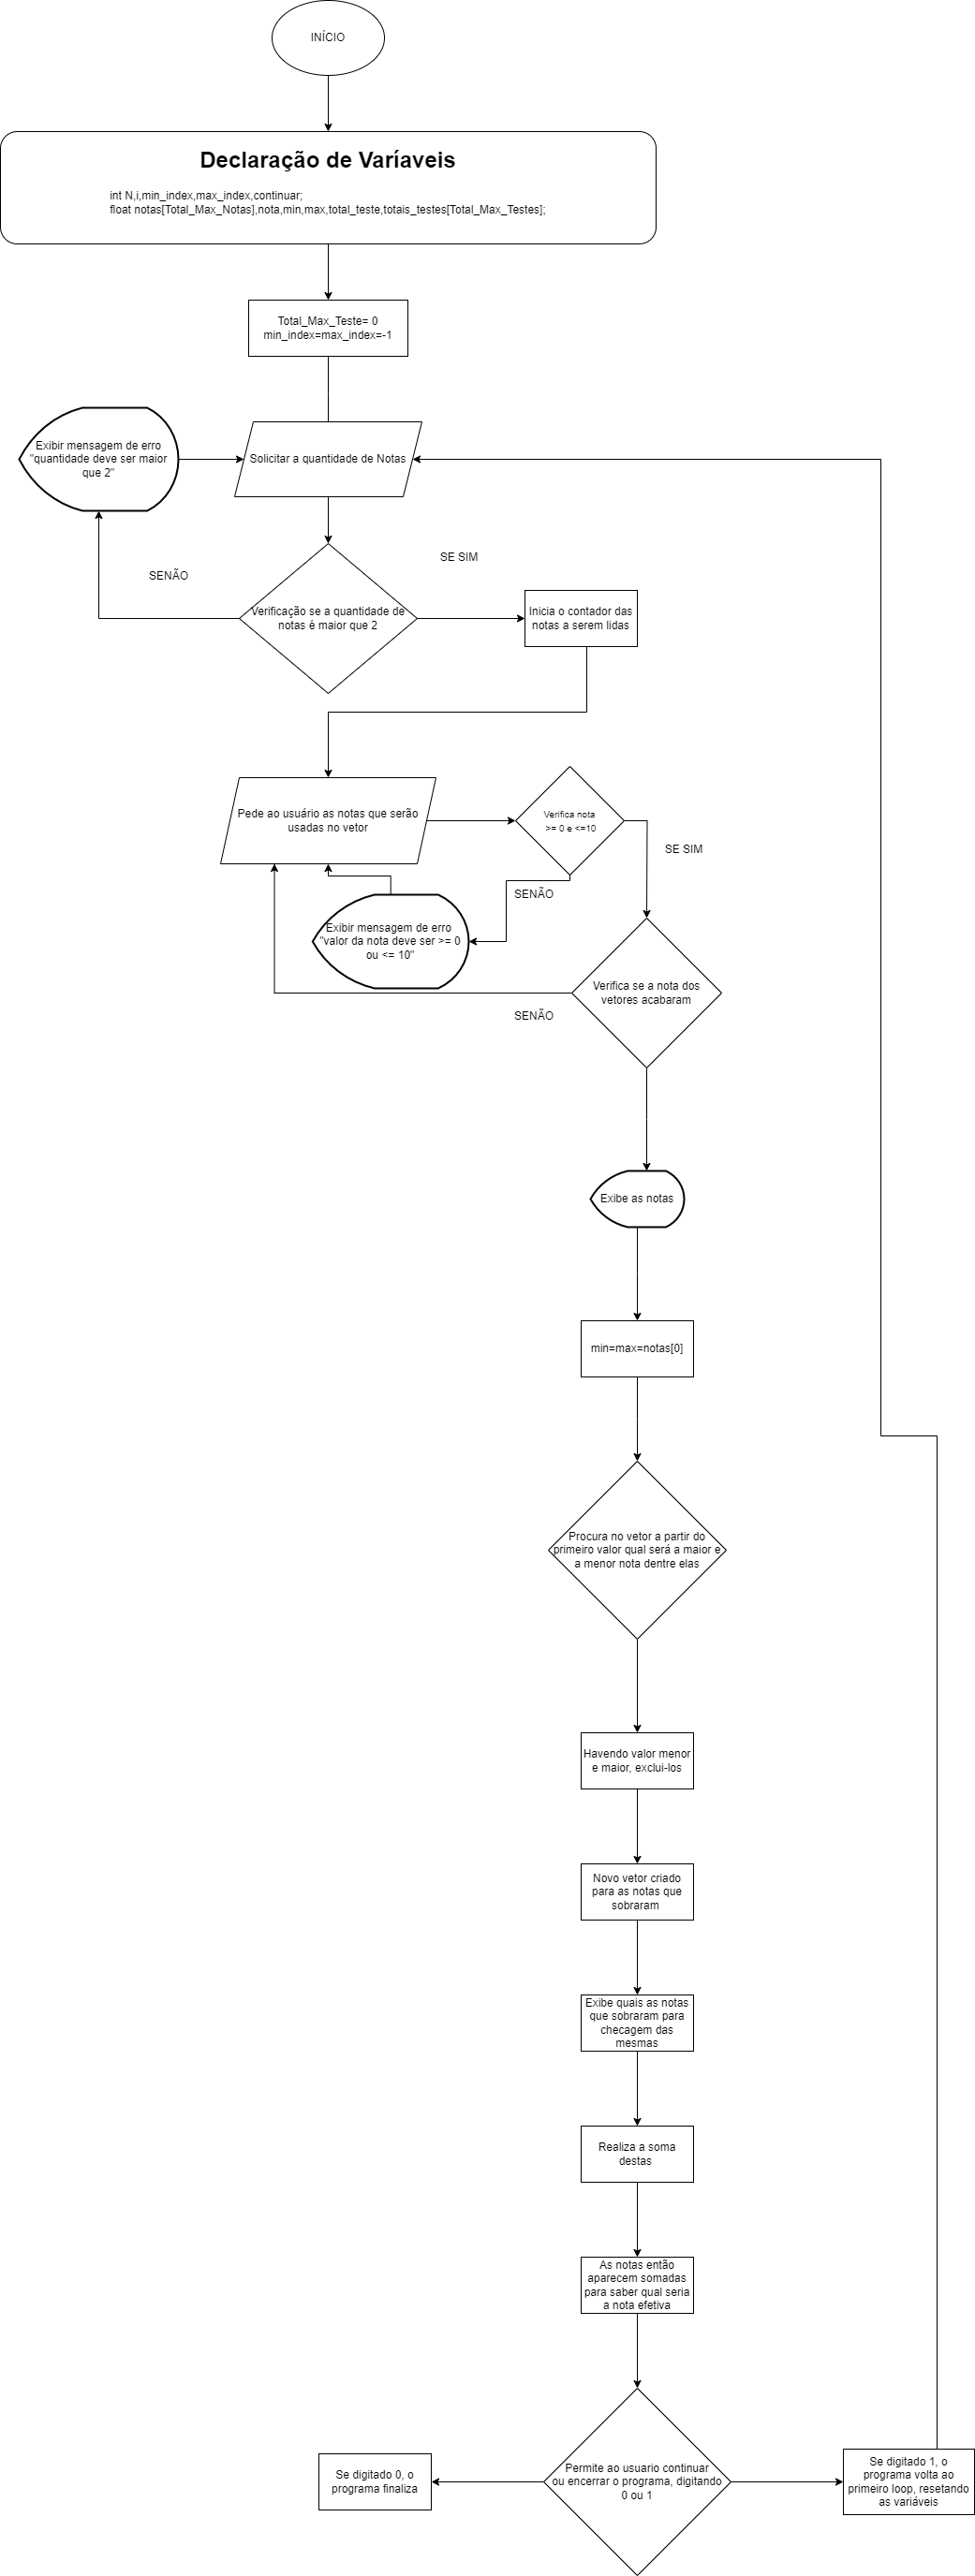 INÍCIO
Declaração de Varíaveis
int N,i,min_index,max_index,continuar;
float notas[Total_Max_Notas],nota,min,max,total_teste,totais_testes[Total_Max_Testes];
Total_Max_Teste= 0
min_index=max_index=-1
Exibir mensagem de erro
"quantidade deve ser maior
que 2"
Solicitar a quantidade de Notas
SENÃO
SE SIM
Verificação se a quantidade de
notas é maior que 2
Inicia o contador das
notas a serem lidas
Pede ao usuário as notas que serão
usadas no vetor
Verifica nota
>= 0 e <=10
SE SIM
SENÃO
Exibir mensagem de erro
"valor da nota deve ser >= 0
ou <= 10"
Verifica se a nota dos
vetores acabaram
SENÃO
Exibe as notas
min=max=notas[0]
Procura no vetor a partir do
primeiro valor qual será a maior e
a menor nota dentre elas
Havendo valor menor
e maior, exclui-los
Novo vetor criado
para as notas que
sobraram
Exibe quais as notas
que sobraram para
checagem das
mesmas
Realiza a soma
destas
As notas então
aparecem somadas
para saber qual seria
a nota efetiva
Permite ao usuario continuar
ou encerrar o programa, digitando
0 ou 1
Se digitado 0, o
programa finaliza
Se digitado 1, o
programa volta ao
primeiro loop, resetando
as variáveis